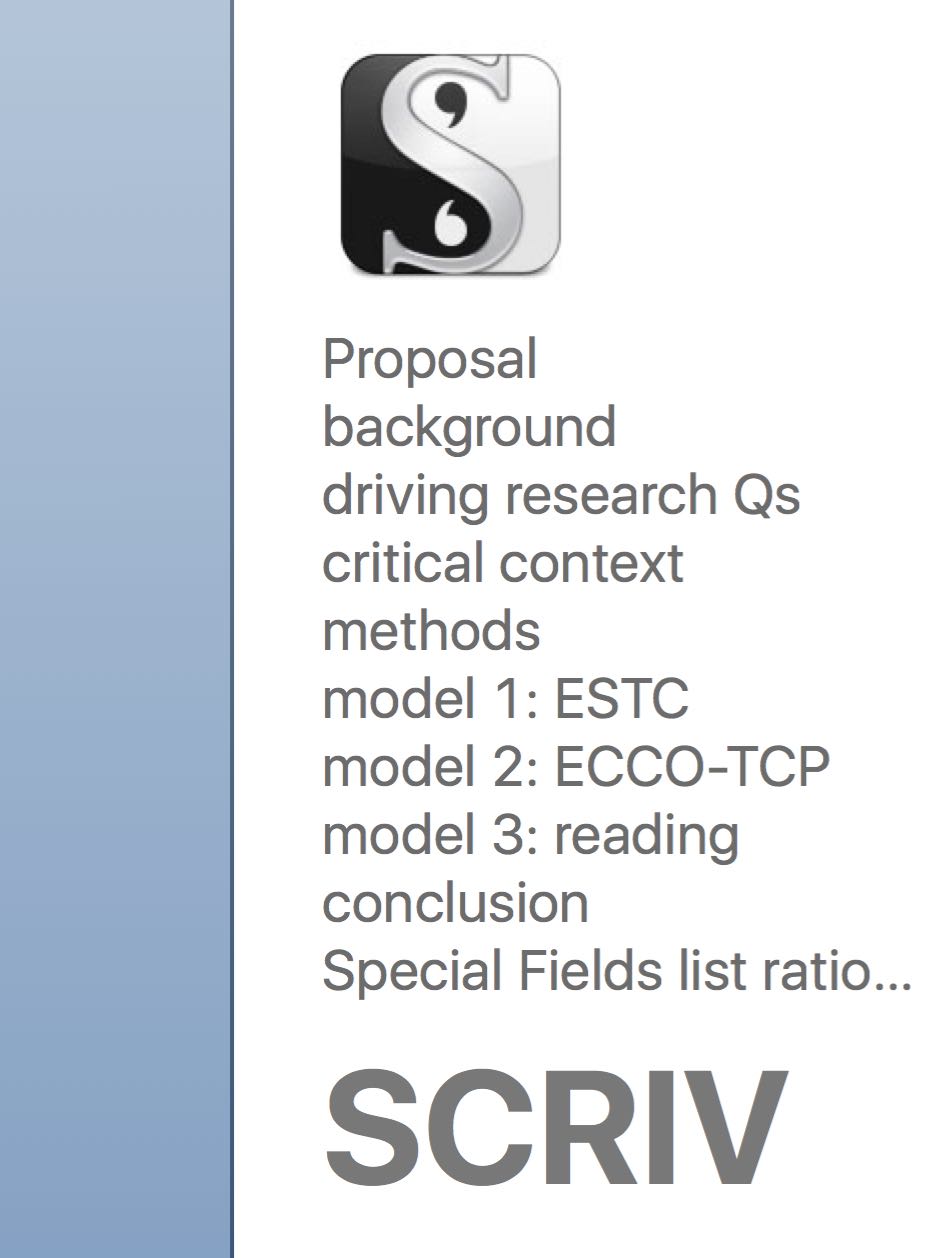 Proposal
background
driving research Qs
critical context
methods
model 1: ESTC
model 2: ECCO-TCP
model 3: reading
conclusion
Special Fields list ratio...
SCRIV